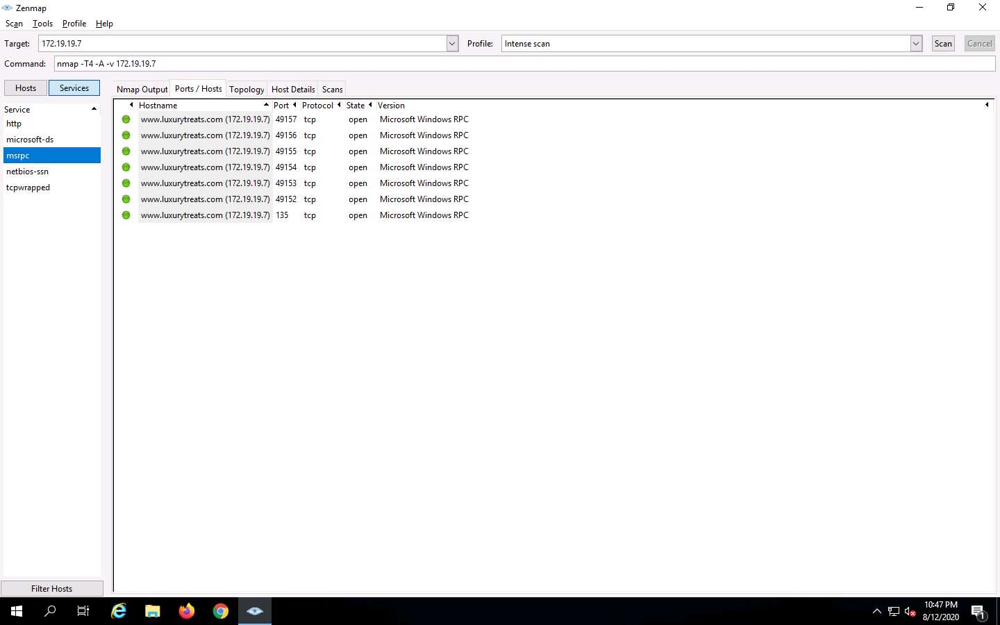 Zenmap
Scan Tools Profile Help
Target: 172.19.19.7 Profile: Intense scan Scan Cancel
Command: nmap -T4 -A -v 172.19.19.7
Hosts Services Nmap Output Ports / Hosts Topology Host Details Scans
Service Hostname Port Protocol State Version
http
microsoft-ds
msrpc
netbios-ssn
tcpwrapped
www.luxurytreats.com (172.19.19.7) 49157 tcp open Microsoft Windows RPC
www.luxurytreats.com (172.19.19.7) 49156 tcp open Microsoft Windows RPC
www.luxurytreats.com (172.19.19.7) 49155 tcp open Microsoft Windows RPC
www.luxurytreats.com (172.19.19.7) 49154 tcp open Microsoft Windows RPC
www.luxurytreats.com (172.19.19.7) 49153 tcp open Microsoft Windows RPC
www.luxurytreats.com (172.19.19.7) 49152 tcp open Microsoft Windows RPC
www.luxurytreats.com (172.19.19.7) 135 tcp open Microsoft Windows RPC
Filter Hosts
10:47 PM
8/12/2020
1